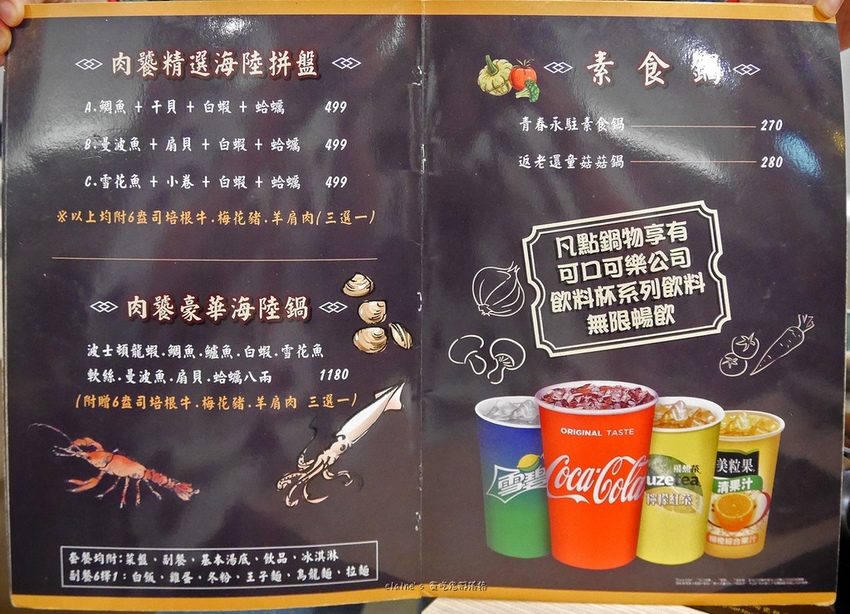 肉饕精選海陸拼盤
A.鯛魚 + 干貝 + 白蝦 + 蛤蠣 499
B.曼波魚 + 扇貝 + 白蝦 + 蛤蠣 499
C.雪花魚 + 小卷 + 白蝦 + 蛤蠣 499
※以上均附6盎司培根牛.梅花豬.羊肩肉(三選一)
肉饕豪華海陸鍋
波士頓龍蝦.鯛魚.鱸魚.白蝦.雪花魚
軟絲.曼波魚.扇貝.蛤蠣八兩 1180
(附贈6盎司培根牛.梅花豬.羊肩肉 三選一)
套餐均附:菜盤、副餐、基本湯底、飲品、冰淇淋
副餐6擇1:白飯、雞蛋、冬粉、王子麵、烏龍麵、拉麵
素食鍋
青春永駐素食鍋 270
返老還童菇菇鍋 280
凡點鍋物享有
可口可樂公司
飲料杯系列飲料
無限暢飲
雪碧
ORIGINAL TASTE
Coca-Cola
uzetea
檸檬紅茶
美粒果
清果汁